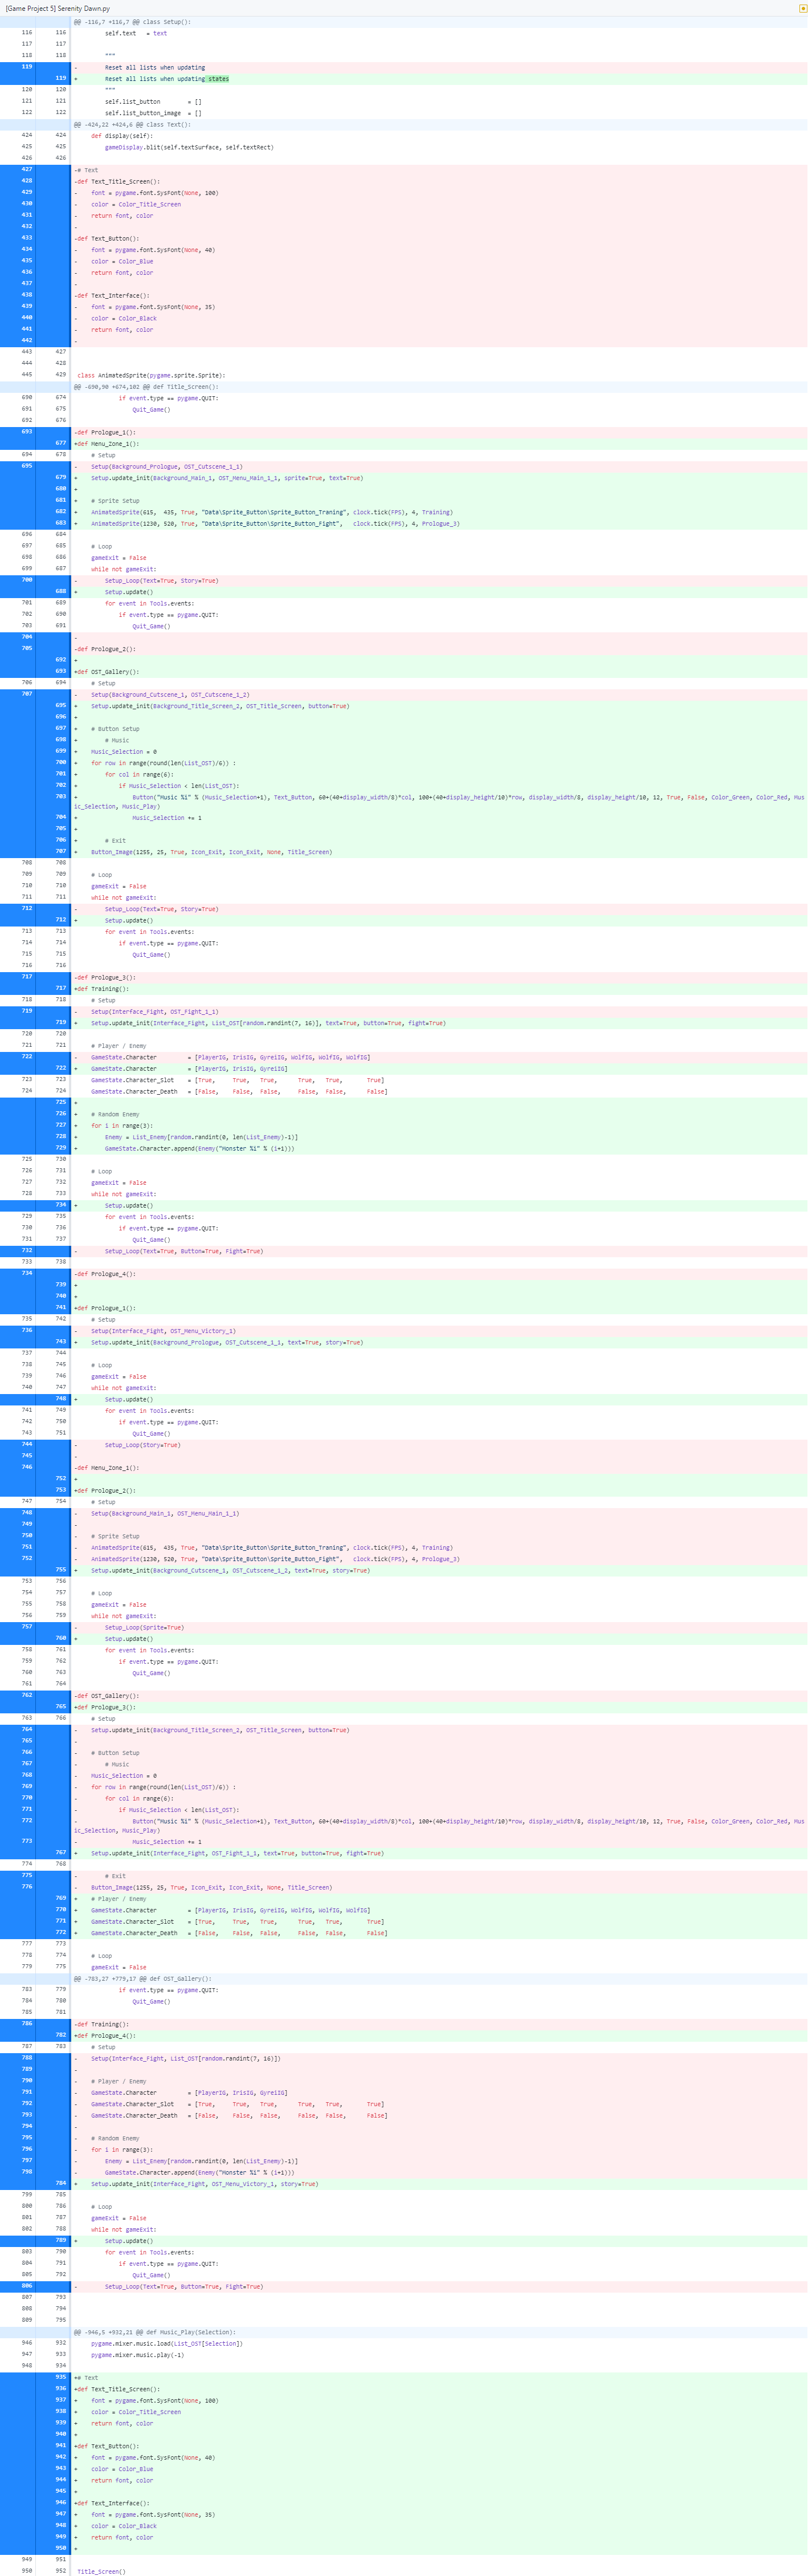 [Game Project 5] Serenity Dawn.py
@@ -116,7 +116,7 @@ class Setup():
116 116 self.text = text
117 117
118 118 """
119 - Reset all lists when updating
119 + Reset all lists when updating states
120 120 """
121 121 self.list_button = []
122 122 self.list_button_image = []
@@ -424,22 +424,6 @@ class Text():
424 424 def display(self):
425 425 gameDisplay.blit(self.textSurface, self.textRect)
426 426
427 -# Text
428 -def Text_Title_Screen():
429 - font = pygame.font.SysFont(None, 100)
430 - color = Color_Title_Screen
431 - return font, color
432 -
433 -def Text_Button():
434 - font = pygame.font.SysFont(None, 40)
435 - color = Color_Blue
436 - return font, color
437 -
438 -def Text_Interface():
439 - font = pygame.font.SysFont(None, 35)
440 - color = Color_Black
441 - return font, color
442 -
443 427
444 428
445 429 class AnimatedSprite(pygame.sprite.Sprite):
@@ -690,90 +674,102 @@ def Title_Screen():
690 674 if event.type == pygame.QUIT:
691 675 Quit_Game()
692 676
693 -def Prologue_1():
677 +def Menu_Zone_1():
694 678 # Setup
695 - Setup(Background_Prologue, OST_Cutscene_1_1)
679 + Setup.update_init(Background_Main_1, OST_Menu_Main_1_1, sprite=True, text=True)
680 +
681 + # Sprite Setup
682 + AnimatedSprite(615, 435, True, "Data\Sprite_Button\Sprite_Button_Traning", clock.tick(FPS), 4, Training)
683 + AnimatedSprite(1230, 520, True, "Data\Sprite_Button\Sprite_Button_Fight", clock.tick(FPS), 4, Prologue_3)
696 684
697 685 # Loop
698 686 gameExit = False
699 687 while not gameExit:
700 - Setup_Loop(Text=True, Story=True)
688 + Setup.update()
701 689 for event in Tools.events:
702 690 if event.type == pygame.QUIT:
703 691 Quit_Game()
704 -
705 -def Prologue_2():
692 +
693 +def OST_Gallery():
706 694 # Setup
707 - Setup(Background_Cutscene_1, OST_Cutscene_1_2)
695 + Setup.update_init(Background_Title_Screen_2, OST_Title_Screen, button=True)
696 +
697 + # Button Setup
698 + # Music
699 + Music_Selection = 0
700 + for row in range(round(len(List_OST)/6)) :
701 + for col in range(6):
702 + if Music_Selection < len(List_OST):
703 + Button("Music %i" % (Music_Selection+1), Text_Button, 60+(40+display_width/8)*col, 100+(40+display_height/10)*row, display_width/8, display_height/10, 12, True, False, Color_Green, Color_Red, Mus
ic_Selection, Music_Play)
704 + Music_Selection += 1
705 +
706 + # Exit
707 + Button_Image(1255, 25, True, Icon_Exit, Icon_Exit, None, Title_Screen)
708 708
709 709 # Loop
710 710 gameExit = False
711 711 while not gameExit:
712 - Setup_Loop(Text=True, Story=True)
712 + Setup.update()
713 713 for event in Tools.events:
714 714 if event.type == pygame.QUIT:
715 715 Quit_Game()
716 716
717 -def Prologue_3():
717 +def Training():
718 718 # Setup
719 - Setup(Interface_Fight, OST_Fight_1_1)
719 + Setup.update_init(Interface_Fight, List_OST[random.randint(7, 16)], text=True, button=True, fight=True)
720 720
721 721 # Player / Enemy
722 - GameState.Character = [PlayerIG, IrisIG, GyreiIG, WolfIG, WolfIG, WolfIG]
722 + GameState.Character = [PlayerIG, IrisIG, GyreiIG]
723 723 GameState.Character_Slot = [True, True, True, True, True, True]
724 724 GameState.Character_Death = [False, False, False, False, False, False]
725 +
726 + # Random Enemy
727 + for i in range(3):
728 + Enemy = List_Enemy[random.randint(0, len(List_Enemy)-1)]
729 + GameState.Character.append(Enemy("Monster %i" % (i+1)))
725 730
726 731 # Loop
727 732 gameExit = False
728 733 while not gameExit:
734 + Setup.update()
729 735 for event in Tools.events:
730 736 if event.type == pygame.QUIT:
731 737 Quit_Game()
732 - Setup_Loop(Text=True, Button=True, Fight=True)
733 738
734 -def Prologue_4():
739 +
740 +
741 +def Prologue_1():
735 742 # Setup
736 - Setup(Interface_Fight, OST_Menu_Victory_1)
743 + Setup.update_init(Background_Prologue, OST_Cutscene_1_1, text=True, story=True)
737 744
738 745 # Loop
739 746 gameExit = False
740 747 while not gameExit:
748 + Setup.update()
741 749 for event in Tools.events:
742 750 if event.type == pygame.QUIT:
743 751 Quit_Game()
744 - Setup_Loop(Story=True)
745 -
746 -def Menu_Zone_1():
752 +
753 +def Prologue_2():
747 754 # Setup
748 - Setup(Background_Main_1, OST_Menu_Main_1_1)
749 -
750 - # Sprite Setup
751 - AnimatedSprite(615, 435, True, "Data\Sprite_Button\Sprite_Button_Traning", clock.tick(FPS), 4, Training)
752 - AnimatedSprite(1230, 520, True, "Data\Sprite_Button\Sprite_Button_Fight", clock.tick(FPS), 4, Prologue_3)
755 + Setup.update_init(Background_Cutscene_1, OST_Cutscene_1_2, text=True, story=True)
753 756
754 757 # Loop
755 758 gameExit = False
756 759 while not gameExit:
757 - Setup_Loop(Sprite=True)
760 + Setup.update()
758 761 for event in Tools.events:
759 762 if event.type == pygame.QUIT:
760 763 Quit_Game()
761 764
762 -def OST_Gallery():
765 +def Prologue_3():
763 766 # Setup
764 - Setup.update_init(Background_Title_Screen_2, OST_Title_Screen, button=True)
765 -
766 - # Button Setup
767 - # Music
768 - Music_Selection = 0
769 - for row in range(round(len(List_OST)/6)) :
770 - for col in range(6):
771 - if Music_Selection < len(List_OST):
772 - Button("Music %i" % (Music_Selection+1), Text_Button, 60+(40+display_width/8)*col, 100+(40+display_height/10)*row, display_width/8, display_height/10, 12, True, False, Color_Green, Color_Red, Mus
ic_Selection, Music_Play)
773 - Music_Selection += 1
767 + Setup.update_init(Interface_Fight, OST_Fight_1_1, text=True, button=True, fight=True)
774 768
775 - # Exit
776 - Button_Image(1255, 25, True, Icon_Exit, Icon_Exit, None, Title_Screen)
769 + # Player / Enemy
770 + GameState.Character = [PlayerIG, IrisIG, GyreiIG, WolfIG, WolfIG, WolfIG]
771 + GameState.Character_Slot = [True, True, True, True, True, True]
772 + GameState.Character_Death = [False, False, False, False, False, False]
777 773
778 774 # Loop
779 775 gameExit = False
@@ -783,27 +779,17 @@ def OST_Gallery():
783 779 if event.type == pygame.QUIT:
784 780 Quit_Game()
785 781
786 -def Training():
782 +def Prologue_4():
787 783 # Setup
788 - Setup(Interface_Fight, List_OST[random.randint(7, 16)])
789 -
790 - # Player / Enemy
791 - GameState.Character = [PlayerIG, IrisIG, GyreiIG]
792 - GameState.Character_Slot = [True, True, True, True, True, True]
793 - GameState.Character_Death = [False, False, False, False, False, False]
794 -
795 - # Random Enemy
796 - for i in range(3):
797 - Enemy = List_Enemy[random.randint(0, len(List_Enemy)-1)]
798 - GameState.Character.append(Enemy("Monster %i" % (i+1)))
784 + Setup.update_init(Interface_Fight, OST_Menu_Victory_1, story=True)
799 785
800 786 # Loop
801 787 gameExit = False
802 788 while not gameExit:
789 + Setup.update()
803 790 for event in Tools.events:
804 791 if event.type == pygame.QUIT:
805 792 Quit_Game()
806 - Setup_Loop(Text=True, Button=True, Fight=True)
807 793
808 794
809 795
@@ -946,5 +932,21 @@ def Music_Play(Selection):
946 932 pygame.mixer.music.load(List_OST[Selection])
947 933 pygame.mixer.music.play(-1)
948 934
935 +# Text
936 +def Text_Title_Screen():
937 + font = pygame.font.SysFont(None, 100)
938 + color = Color_Title_Screen
939 + return font, color
940 +
941 +def Text_Button():
942 + font = pygame.font.SysFont(None, 40)
943 + color = Color_Blue
944 + return font, color
945 +
946 +def Text_Interface():
947 + font = pygame.font.SysFont(None, 35)
948 + color = Color_Black
949 + return font, color
950 +
949 951
950 952 Title_Screen()